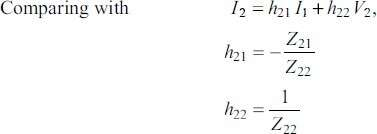 Comparing with I₂ = h₂₁ I₁ + h₂₂ V₂,
h₂₁ = −Z₂₁/Z₂₂
h₂₂ = 1/Z₂₂